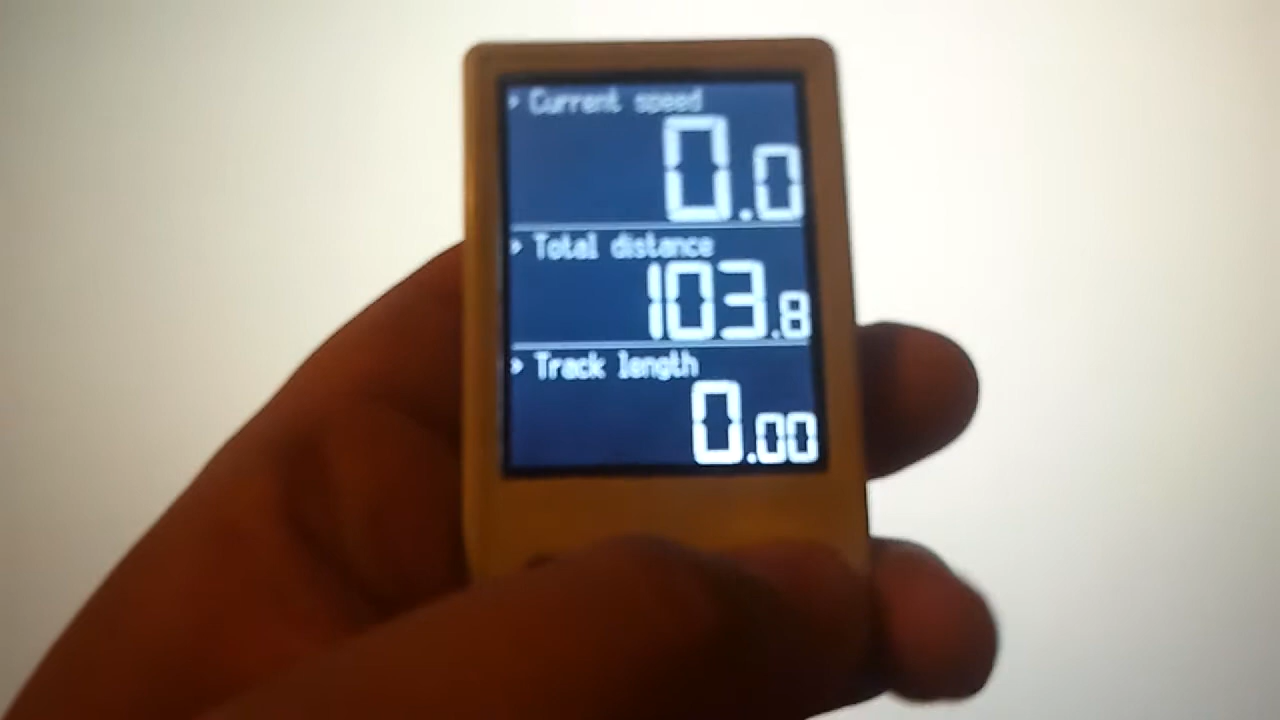 Current speed
0.0
Total distance
103.8
Track length
0.00